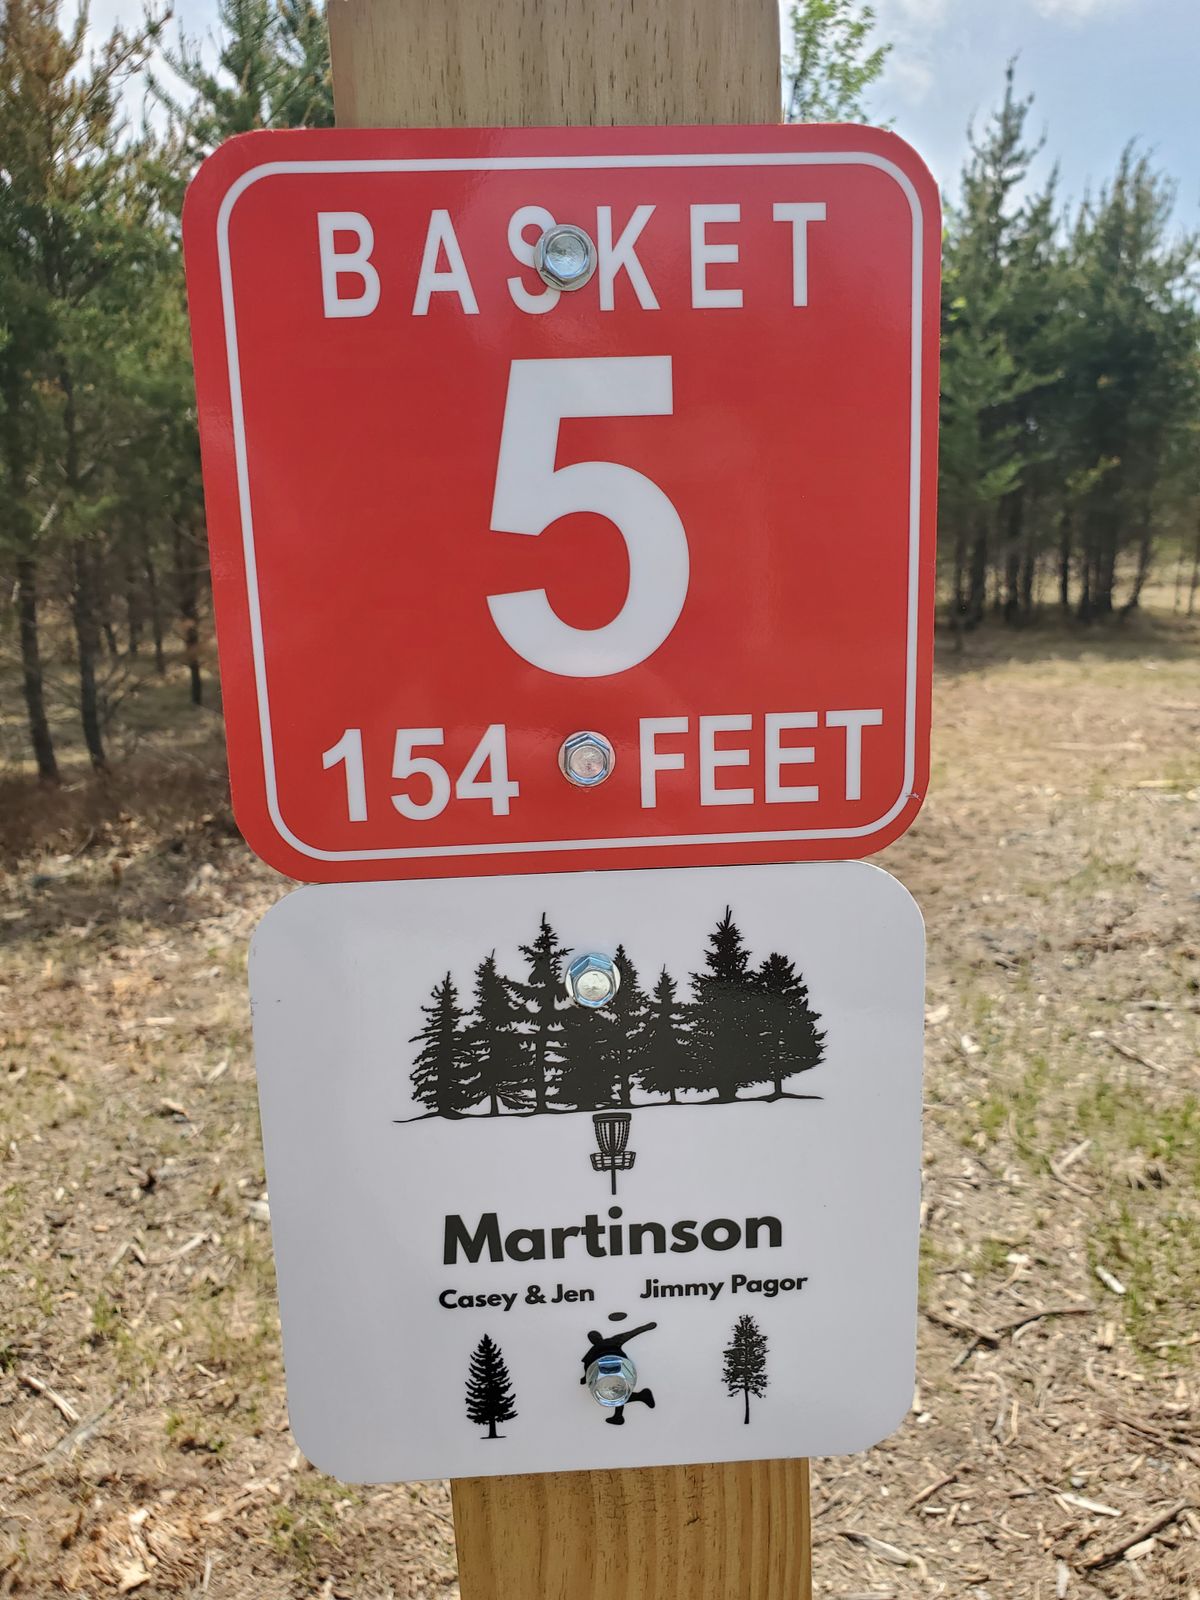 BASKET
5
154 FEET
Martinson
Casey & Jen Jimmy Pagor